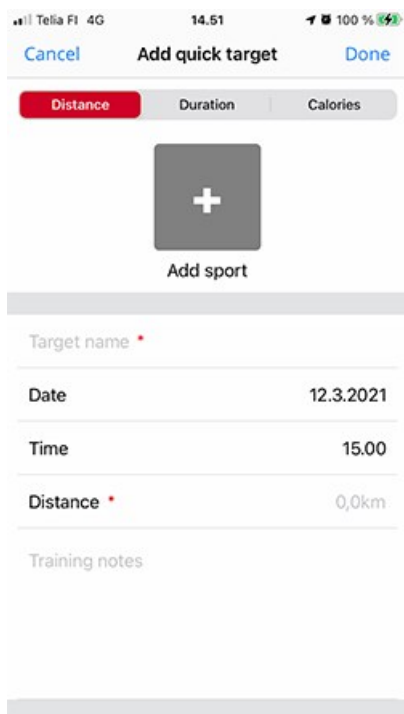 Telia FI 4G 14.51 100 %
Cancel Add quick target Done
Distance Duration Calories
Add sport
Target name *
Date 12.3.2021
Time 15.00
Distance * 0,0km
Training notes